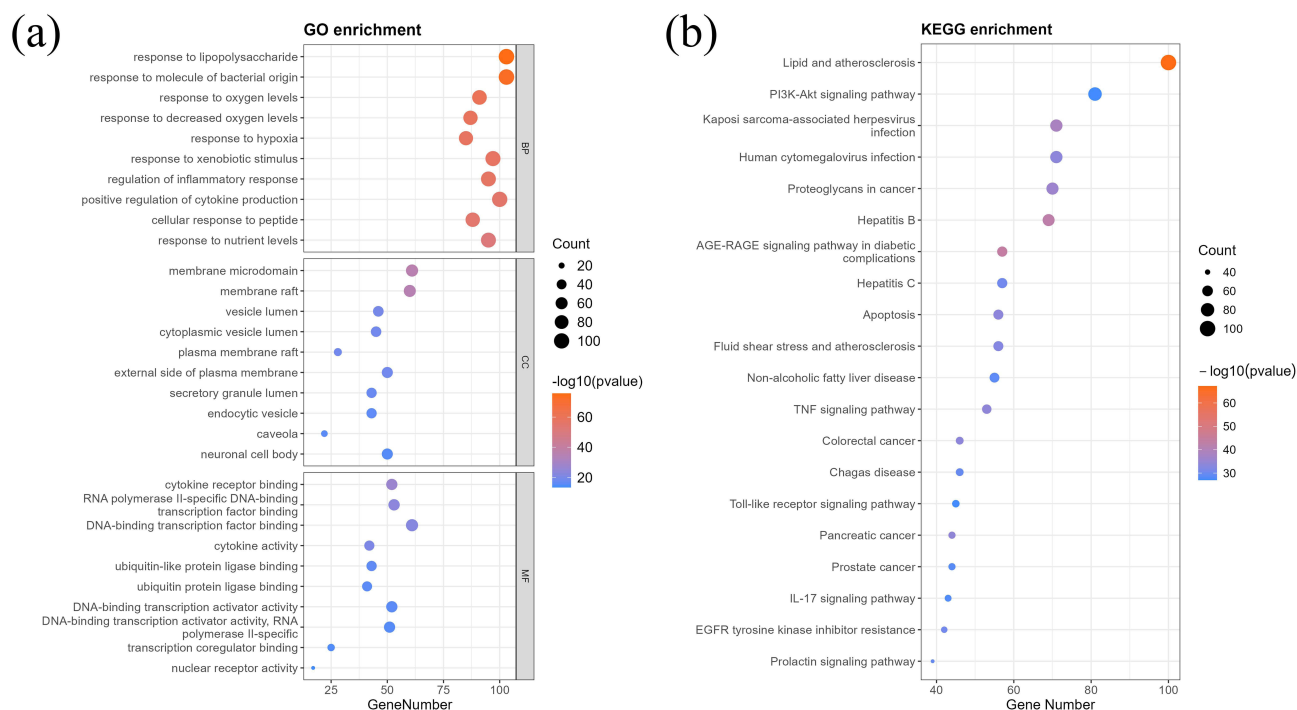 (a)
GO enrichment
response to lipopolysaccharide
response to molecule of bacterial origin
response to oxygen levels
response to decreased oxygen levels
response to hypoxia
response to xenobiotic stimulus
regulation of inflammatory response
positive regulation of cytokine production
cellular response to peptide
response to nutrient levels
BP
membrane microdomain
membrane raft
vesicle lumen
cytoplasmic vesicle lumen
plasma membrane raft
external side of plasma membrane
secretory granule lumen
endocytic vesicle
caveola
neuronal cell body
CC
cytokine receptor binding
RNA polymerase II-specific DNA-binding
transcription factor binding
DNA-binding transcription factor binding
cytokine activity
ubiquitin-like protein ligase binding
ubiquitin protein ligase binding
DNA-binding transcription activator activity
DNA-binding transcription activator activity, RNA
polymerase II-specific
transcription coregulator binding
nuclear receptor activity
MF
25 50 75 100
GeneNumber
Count
20
40
60
80
100
-log10(pvalue)
60
40
20
(b)
KEGG enrichment
Lipid and atherosclerosis
PI3K-Akt signaling pathway
Kaposi sarcoma-associated herpesvirus
infection
Human cytomegalovirus infection
Proteoglycans in cancer
Hepatitis B
AGE-RAGE signaling pathway in diabetic
complications
Hepatitis C
Apoptosis
Fluid shear stress and atherosclerosis
Non-alcoholic fatty liver disease
TNF signaling pathway
Colorectal cancer
Chagas disease
Toll-like receptor signaling pathway
Pancreatic cancer
Prostate cancer
IL-17 signaling pathway
EGFR tyrosine kinase inhibitor resistance
Prolactin signaling pathway
40 60 80 100
Gene Number
Count
40
60
80
100
− log10(pvalue)
60
50
40
30